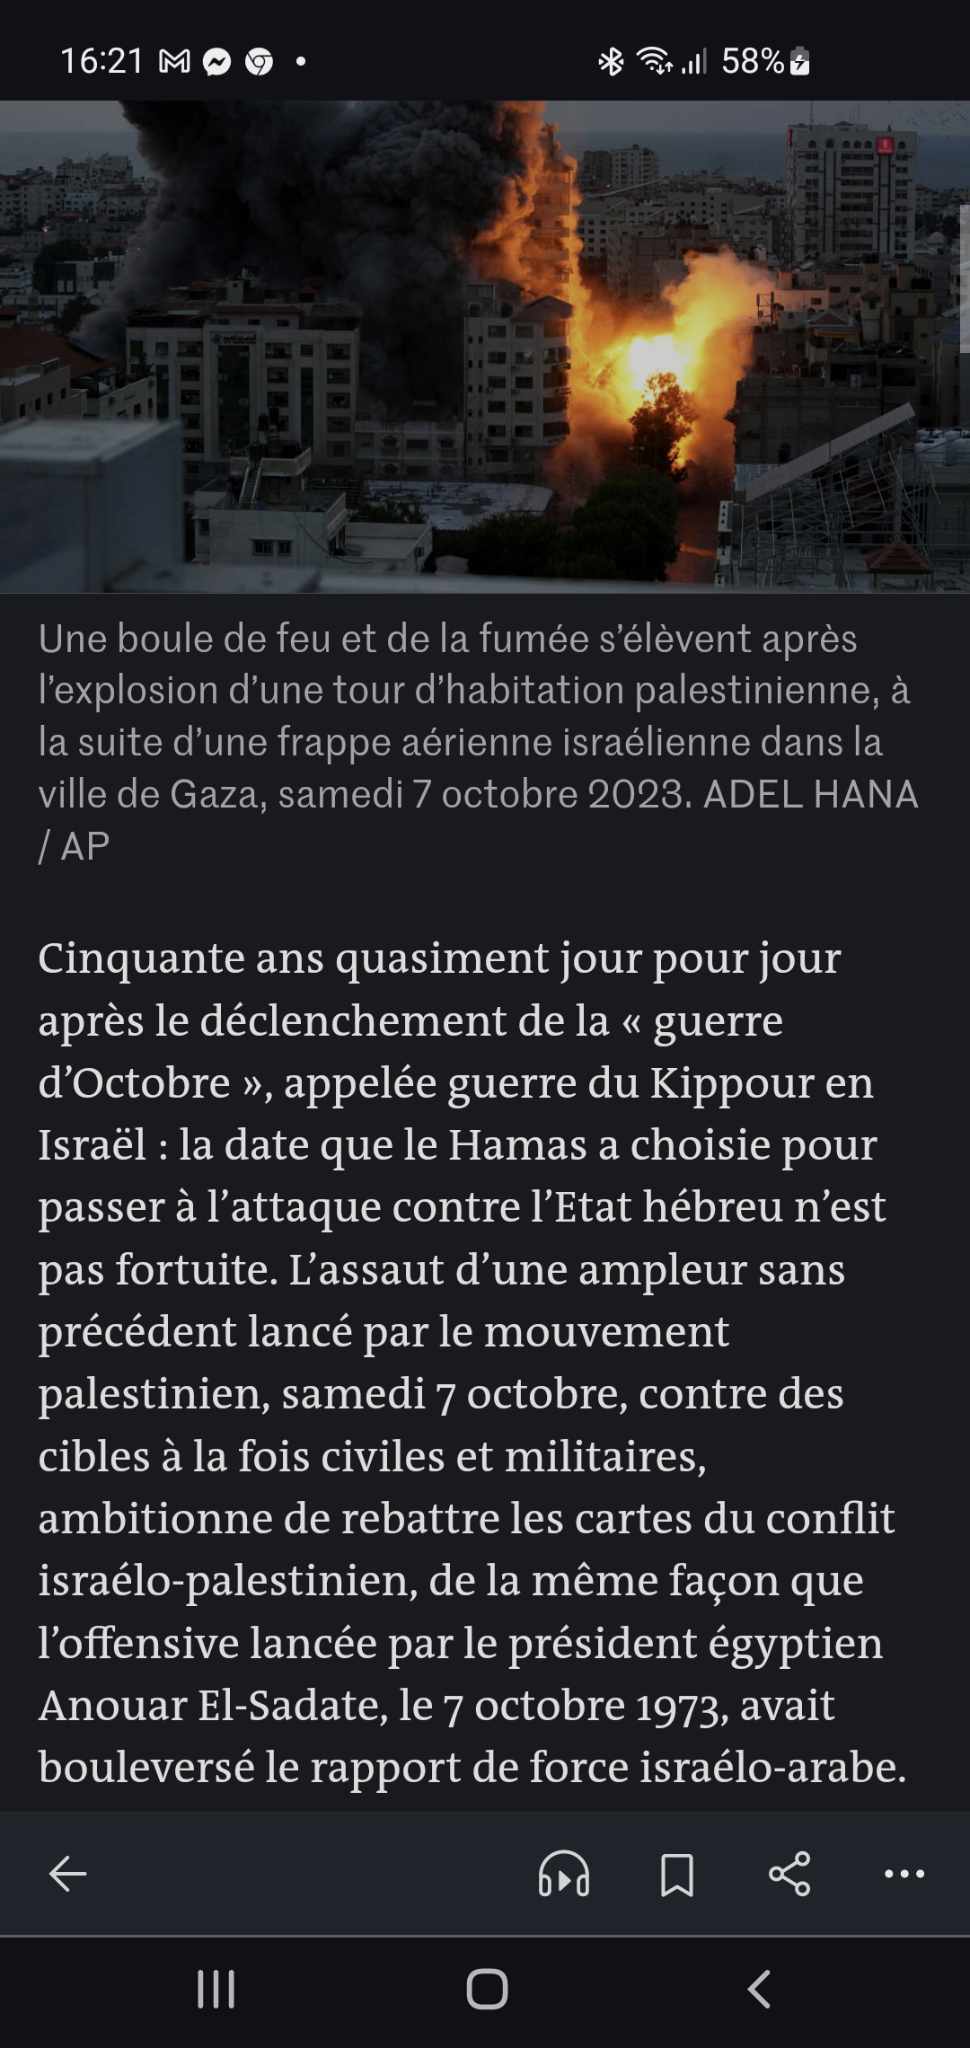 16:21
58%
Une boule de feu et de la fumée s’élèvent après
l’explosion d’une tour d’habitation palestinienne, à
la suite d’une frappe aérienne israélienne dans la
ville de Gaza, samedi 7 octobre 2023. ADEL HANA
/ AP
Cinquante ans quasiment jour pour jour
après le déclenchement de la « guerre
d’Octobre », appelée guerre du Kippour en
Israël : la date que le Hamas a choisie pour
passer à l’attaque contre l’Etat hébreu n’est
pas fortuite. L’assaut d’une ampleur sans
précédent lancé par le mouvement
palestinien, samedi 7 octobre, contre des
cibles à la fois civiles et militaires,
ambitionne de rebattre les cartes du conflit
israélo-palestinien, de la même façon que
l’offensive lancée par le président égyptien
Anouar El-Sadate, le 7 octobre 1973, avait
bouleversé le rapport de force israélo-arabe.